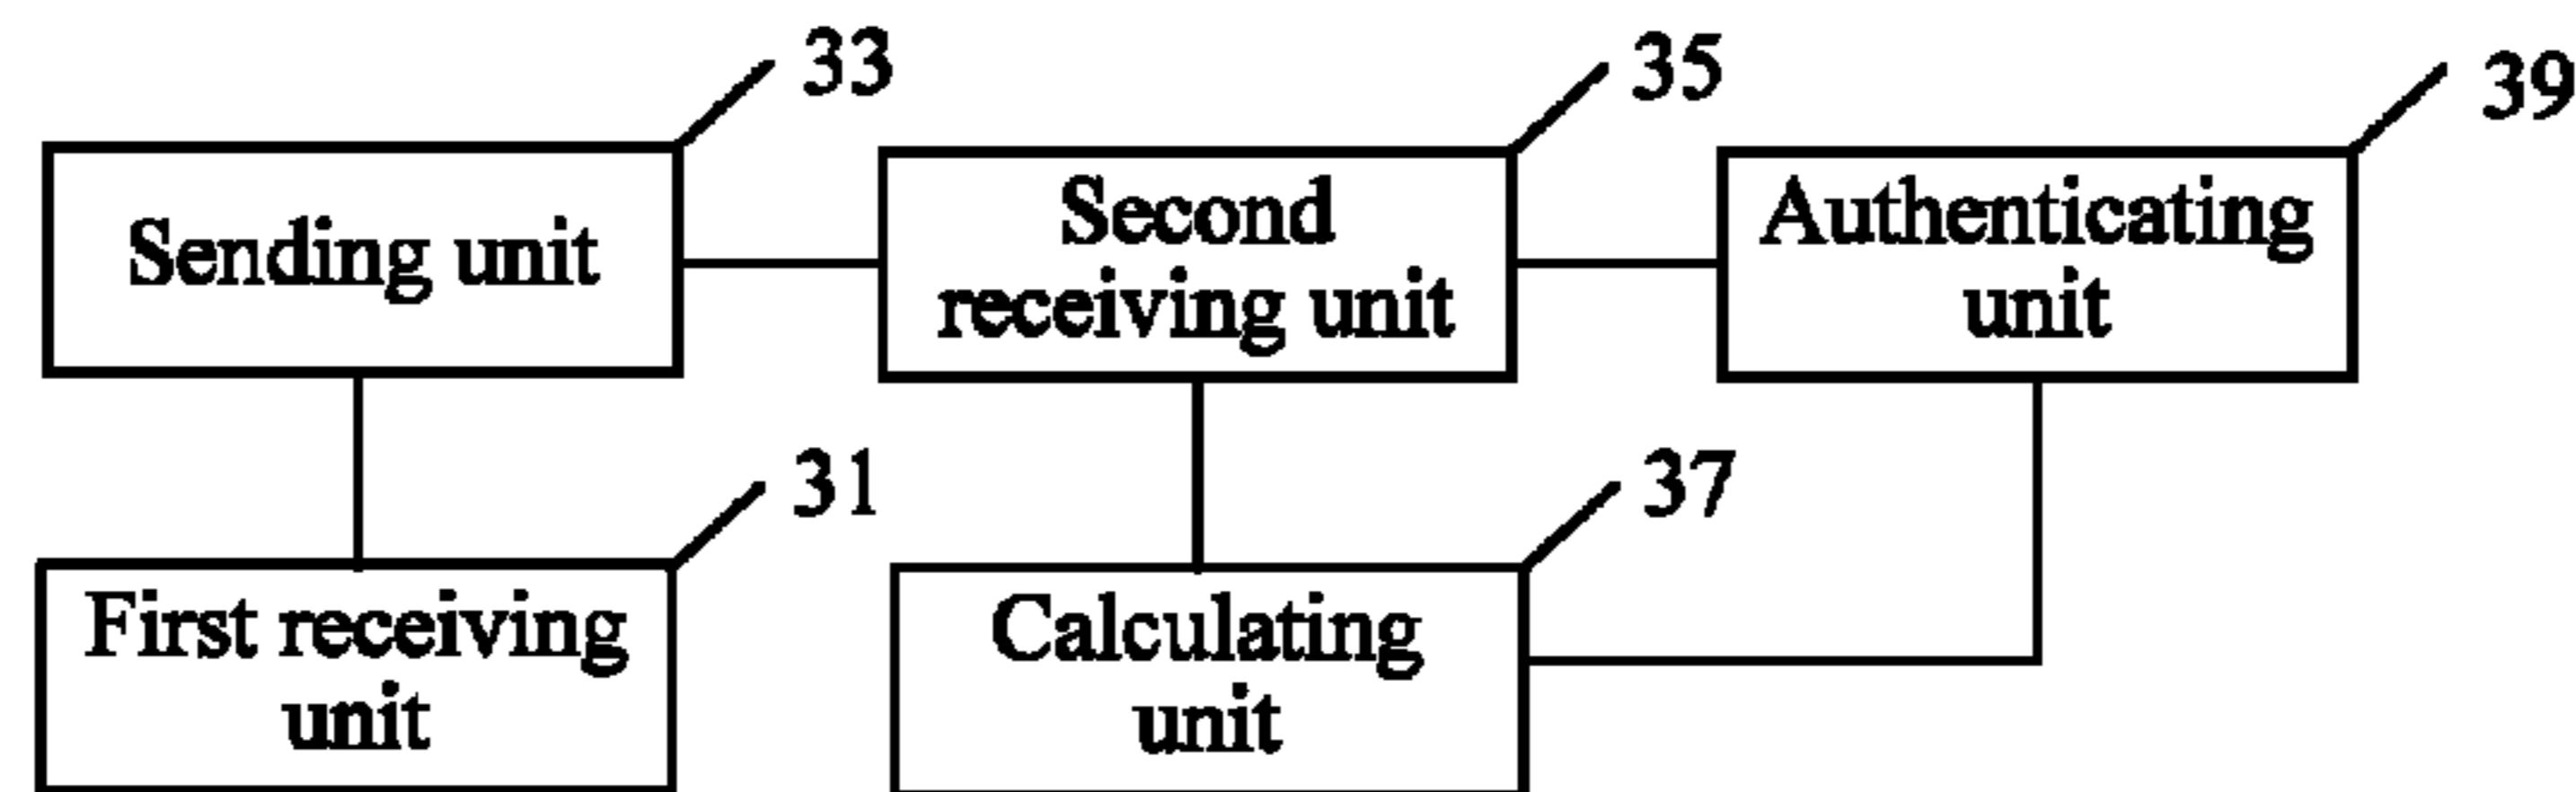 33
35
39
Sending unit
Second
receiving unit
Authenticating
unit
31
37
First receiving
unit
Calculating
unit